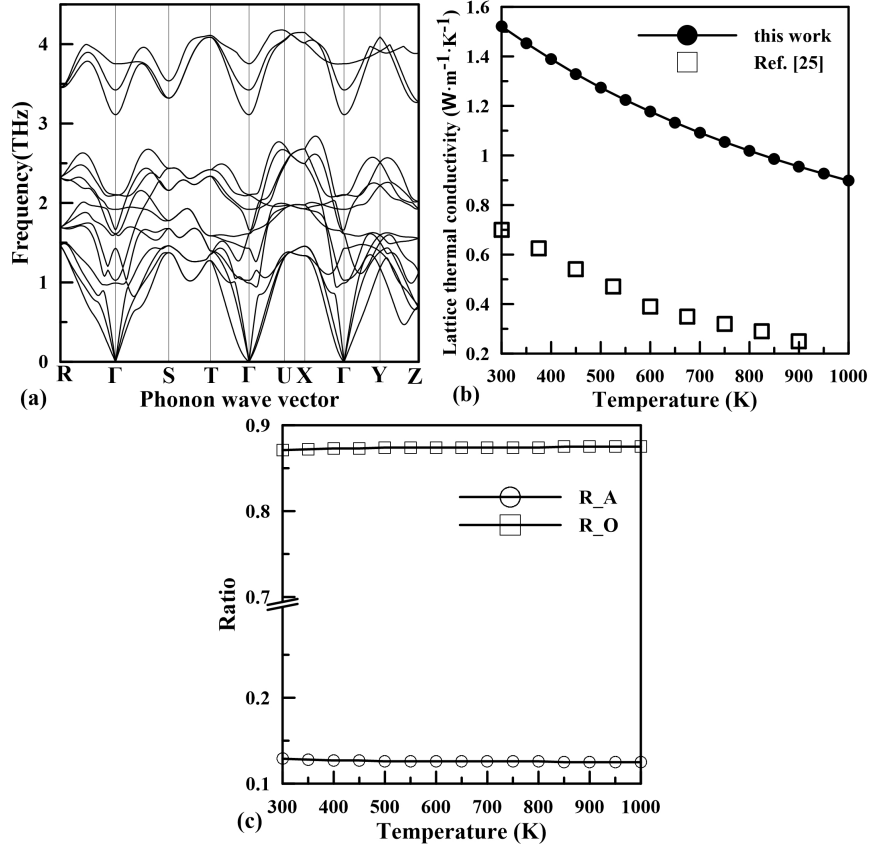 4
3
2
1
0
Frequency(THz)
R Γ S T Γ U X Γ Y Z
Phonon wave vector
(a)
1.6
1.4
1.2
1
0.8
0.6
0.4
0.2
Lattice thermal conductivity (W·m⁻¹·K⁻¹)
this work
Ref. [25]
300 400 500 600 700 800 900 1000
Temperature (K)
(b)
0.9
0.8
0.7
0.2
0.1
Ratio
R_A
R_O
300 400 500 600 700 800 900 1000
Temperature (K)
(c)